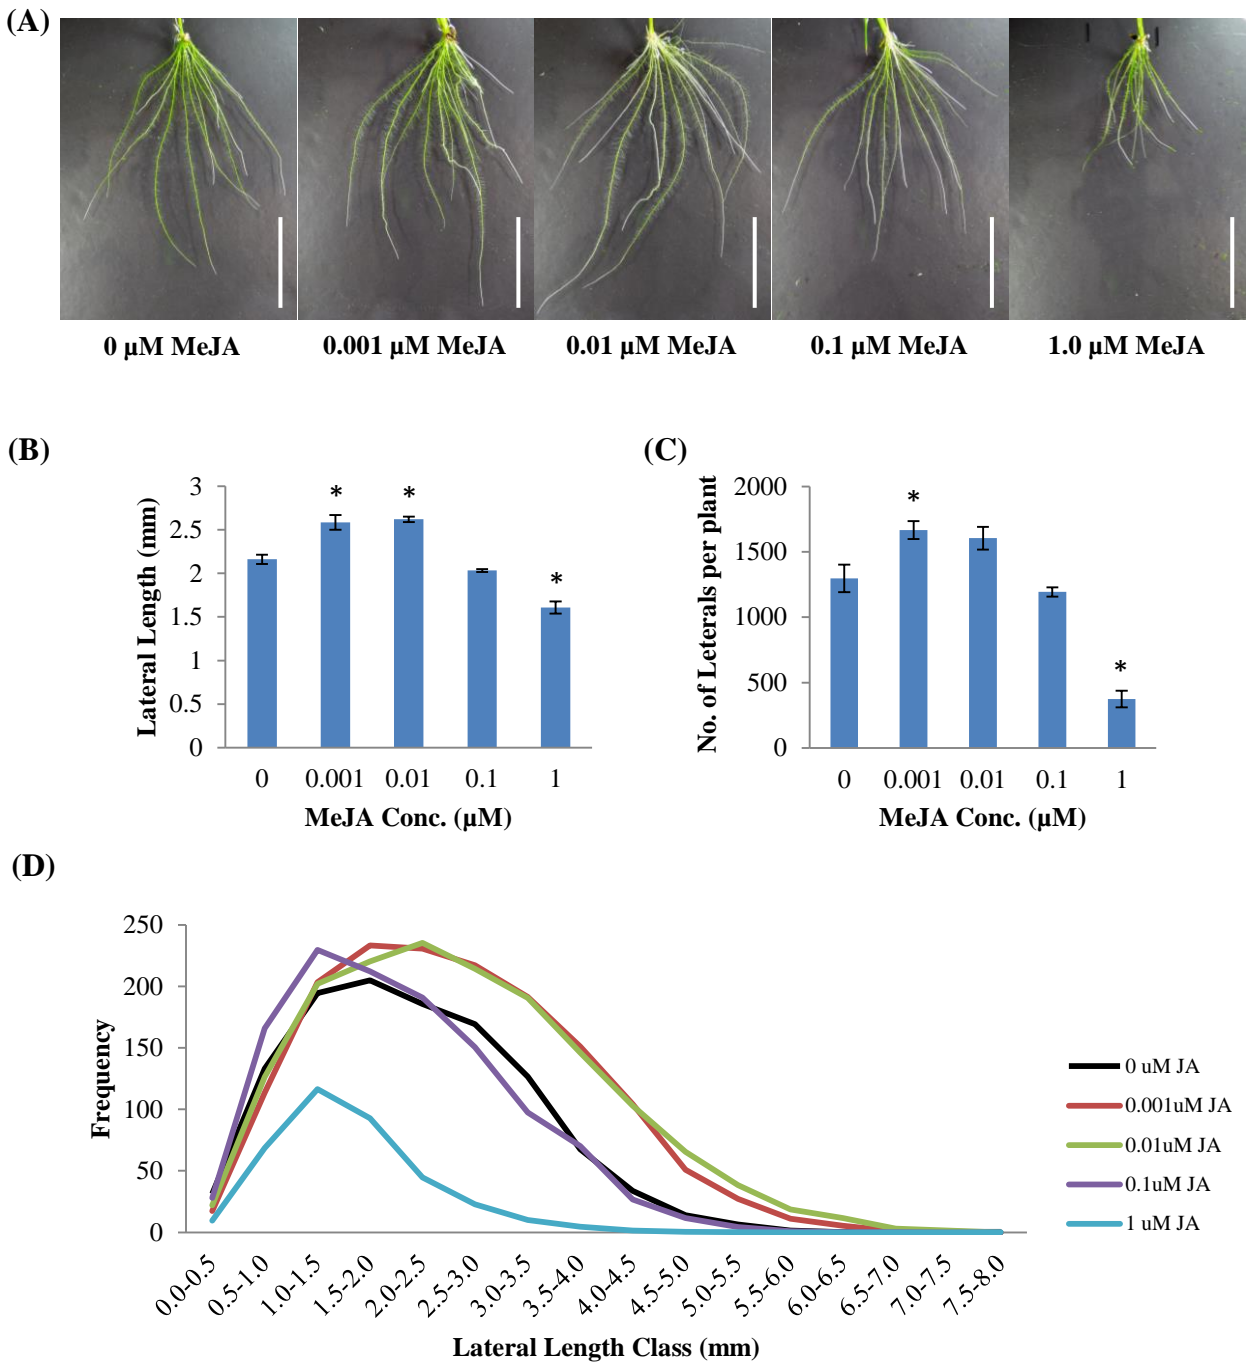 (A)
0 µM MeJA 0.001 µM MeJA 0.01 µM MeJA 0.1 µM MeJA 1.0 µM MeJA
(B)
Lateral Length (mm)
3
2.5
2
1.5
1
0.5
0
* * *
0 0.001 0.01 0.1 1
MeJA Conc. (µM)
(C)
No. of Leterals per plant
2000
1500
1000
500
0
* *
0 0.001 0.01 0.1 1
MeJA Conc. (µM)
(D)
Frequency
250
200
150
100
50
0
0.0-0.5 0.5-1.0 1.0-1.5 1.5-2.0 2.0-2.5 2.5-3.0 3.0-3.5 3.5-4.0 4.0-4.5 4.5-5.0 5.0-5.5 5.5-6.0 6.0-6.5 6.5-7.0 7.0-7.5 7.5-8.0
Lateral Length Class (mm)
0 uM JA
0.001uM JA
0.01uM JA
0.1uM JA
1 uM JA